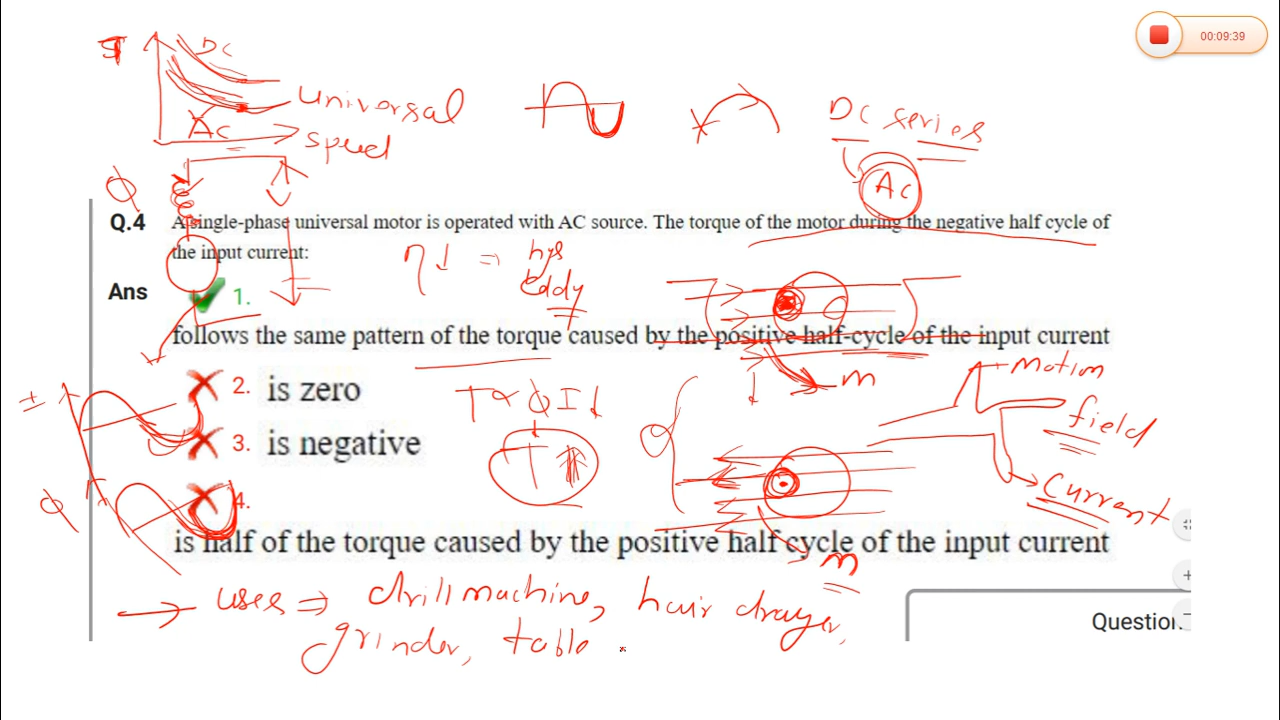 00:09:39
DC
universal
speed
AC
DC series
AC
ϕ
Q.4 A single-phase universal motor is operated with AC source. The torque of the motor during the negative half cycle of
the input current:
η↓ ⇒ hys
Eddy
Ans 1.
follows the same pattern of the torque caused by the positive half-cycle of the input current
m
Motion
2. is zero
T ∝ ϕ I ↓
field
±
3. is negative
T
Current
ϕ
4.
is half of the torque caused by the positive half cycle of the input current
m
→ uses ⇒ drill machine, hair drayer,
grinder, table
Question